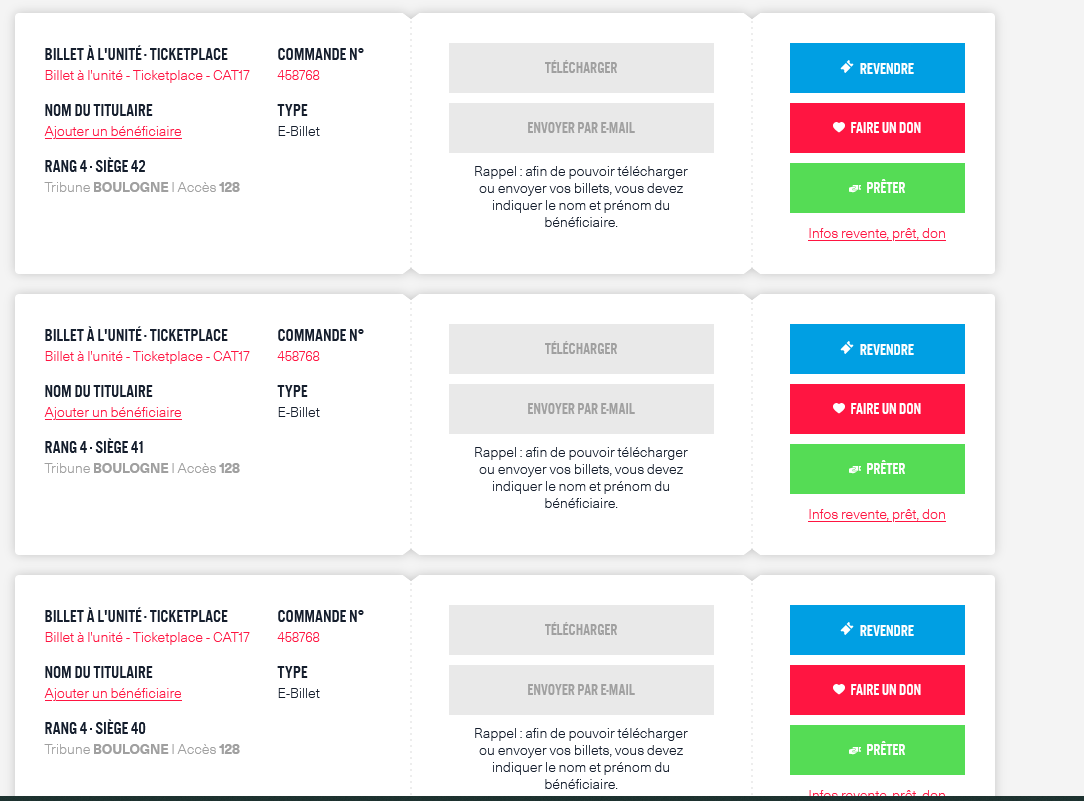 BILLET À L'UNITÉ · TICKETPLACE
Billet à l'unité - Ticketplace - CAT17
COMMANDE N°
458768
NOM DU TITULAIRE
Ajouter un bénéficiaire
TYPE
E-Billet
RANG 4 · SIÈGE 42
Tribune BOULOGNE | Accès 128
TÉLÉCHARGER
ENVOYER PAR E-MAIL
Rappel : afin de pouvoir télécharger
ou envoyer vos billets, vous devez
indiquer le nom et prénom du
bénéficiaire.
REVENDRE
FAIRE UN DON
PRÊTER
Infos revente, prêt, don
BILLET À L'UNITÉ · TICKETPLACE
Billet à l'unité - Ticketplace - CAT17
COMMANDE N°
458768
NOM DU TITULAIRE
Ajouter un bénéficiaire
TYPE
E-Billet
RANG 4 · SIÈGE 41
Tribune BOULOGNE | Accès 128
TÉLÉCHARGER
ENVOYER PAR E-MAIL
Rappel : afin de pouvoir télécharger
ou envoyer vos billets, vous devez
indiquer le nom et prénom du
bénéficiaire.
REVENDRE
FAIRE UN DON
PRÊTER
Infos revente, prêt, don
BILLET À L'UNITÉ · TICKETPLACE
Billet à l'unité - Ticketplace - CAT17
COMMANDE N°
458768
NOM DU TITULAIRE
Ajouter un bénéficiaire
TYPE
E-Billet
RANG 4 · SIÈGE 40
Tribune BOULOGNE | Accès 128
TÉLÉCHARGER
ENVOYER PAR E-MAIL
Rappel : afin de pouvoir télécharger
ou envoyer vos billets, vous devez
indiquer le nom et prénom du
bénéficiaire.
REVENDRE
FAIRE UN DON
PRÊTER
Infos revente, prêt, don